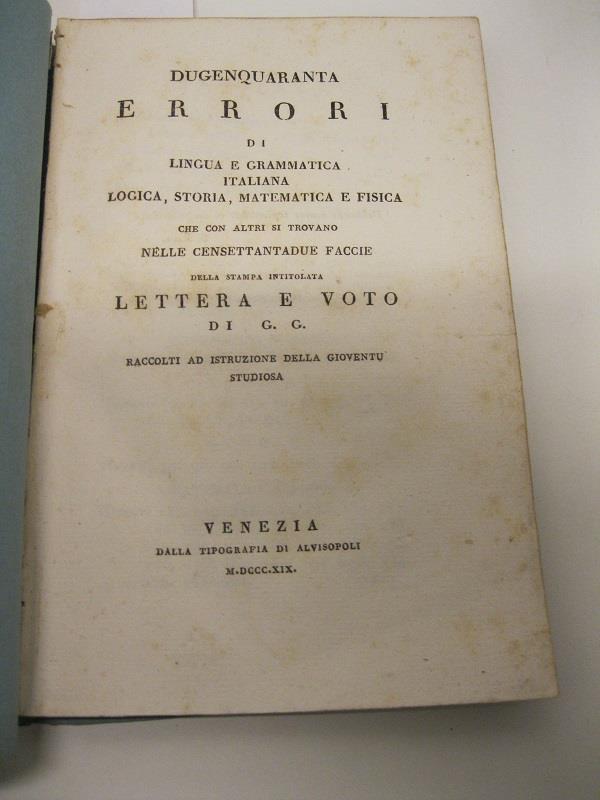 DUGENQUARANTA
ERRORI
DI
LINGUA E GRAMMATICA
ITALIANA
LOGICA, STORIA, MATEMATICA E FISICA
CHE CON ALTRI SI TROVANO
NELLE CENSETTANTADUE FACCIE
DELLA STAMPA INTITOLATA
LETTERA E VOTO
DI G. G.
RACCOLTI AD ISTRUZIONE DELLA GIOVENTÙ
STUDIOSA
VENEZIA
DALLA TIPOGRAFIA DI ALVISOPOLI
M.DCCC.XIX.